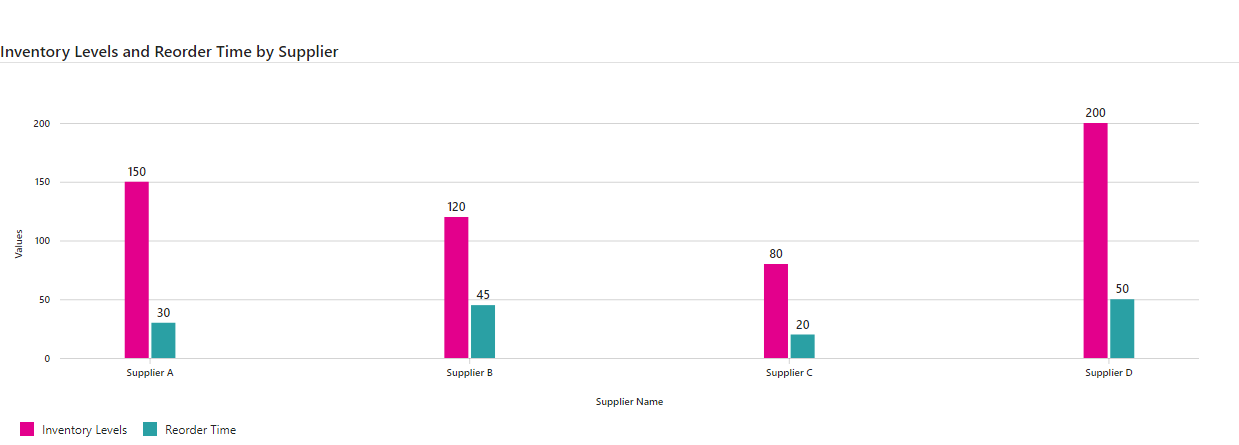 Inventory Levels and Reorder Time by Supplier
200
200
150
150
120
Values
100
80
50
50
45
30
20
0
Supplier A
Supplier B
Supplier C
Supplier D
Supplier Name
Inventory Levels
Reorder Time